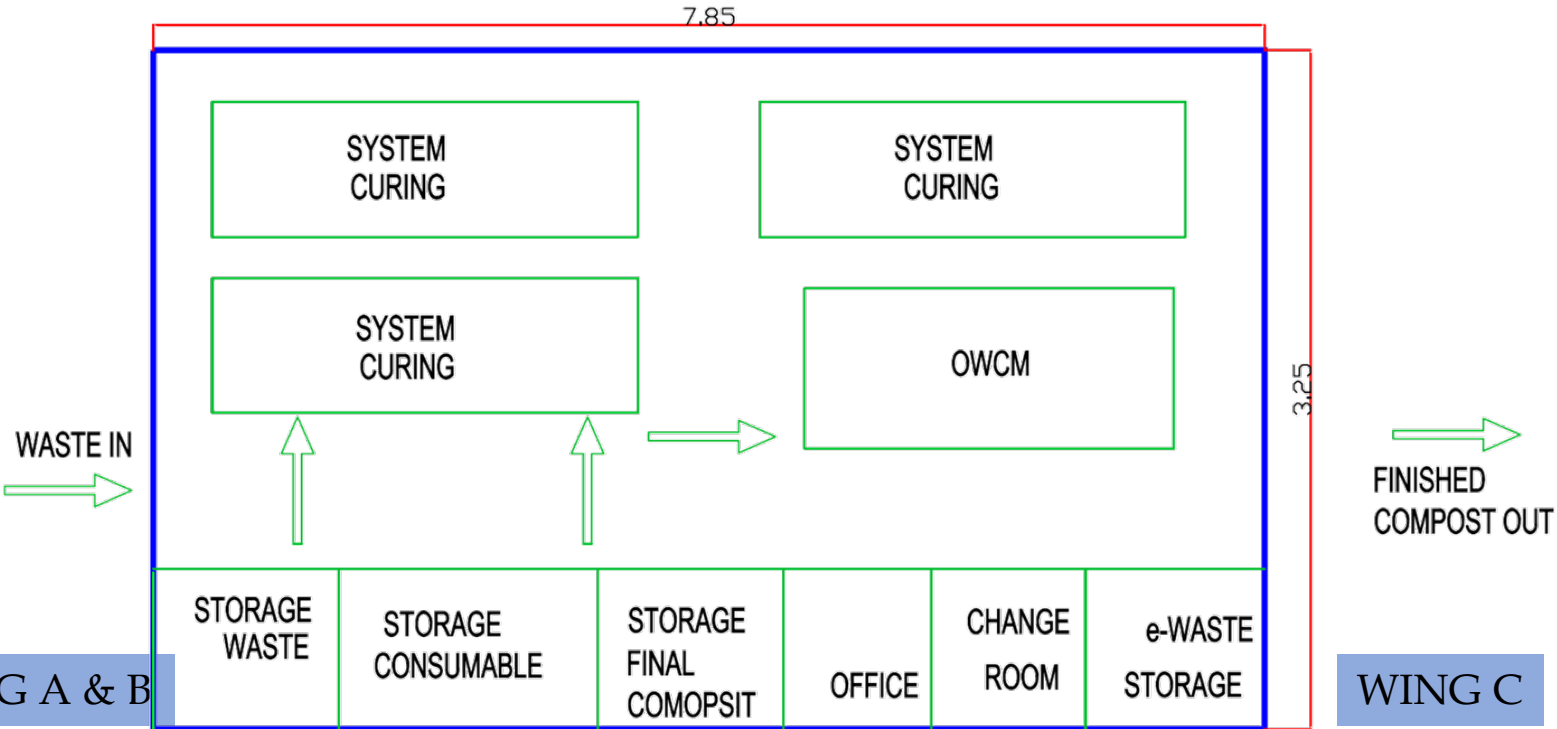 7.85
SYSTEM
CURING
SYSTEM
CURING
SYSTEM
CURING
OWCM
3.25
WASTE IN
FINISHED
COMPOST OUT
STORAGE
WASTE
STORAGE
CONSUMABLE
STORAGE
FINAL
COMOPSIT
OFFICE
CHANGE
ROOM
e-WASTE
STORAGE
G A & B
WING C